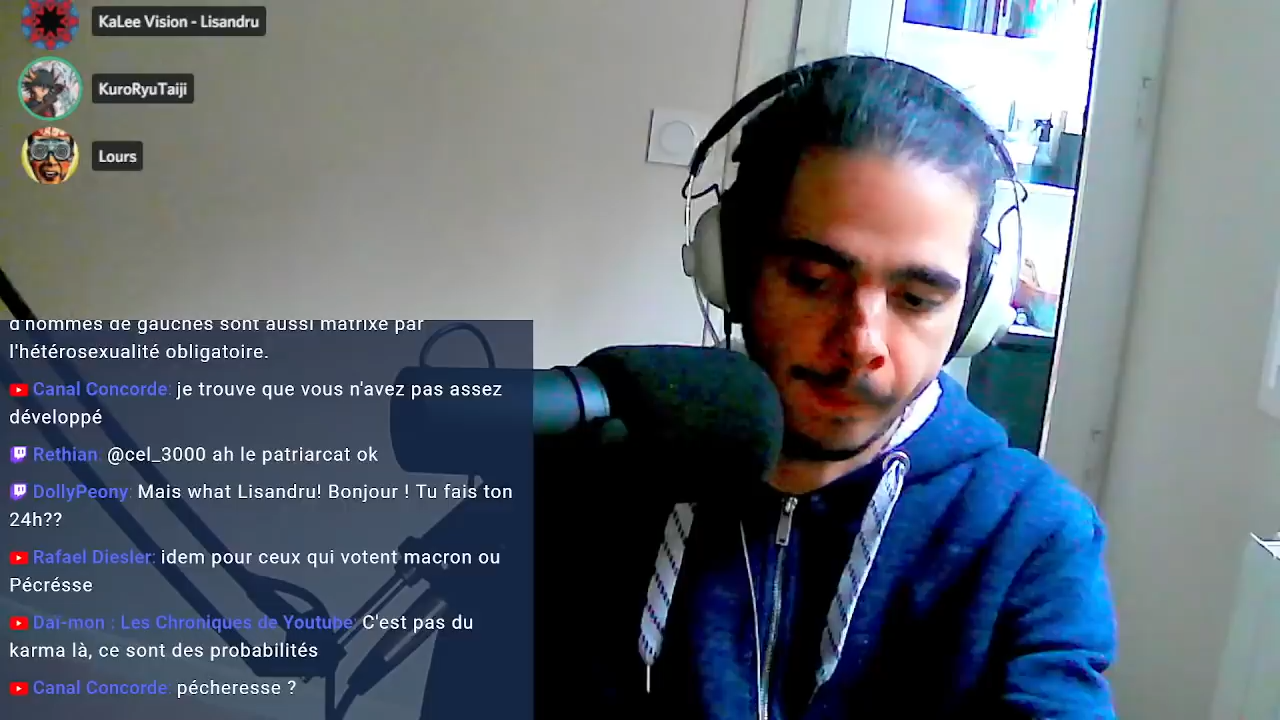 KaLee Vision - Lisandru
KuroRyuTaiji
Lours
d'hommes de gauches sont aussi matrixé par
l'hétérosexualité obligatoire.
Canal Concorde: je trouve que vous n'avez pas assez
développé
Rethian: @cel_3000 ah le patriarcat ok
DollyPeony: Mais what Lisandru! Bonjour ! Tu fais ton
24h??
Rafael Diesler: idem pour ceux qui votent macron ou
Pécrésse
Daï-mon : Les Chroniques de Youtube: C'est pas du
karma là, ce sont des probabilités
Canal Concorde: pécheresse ?